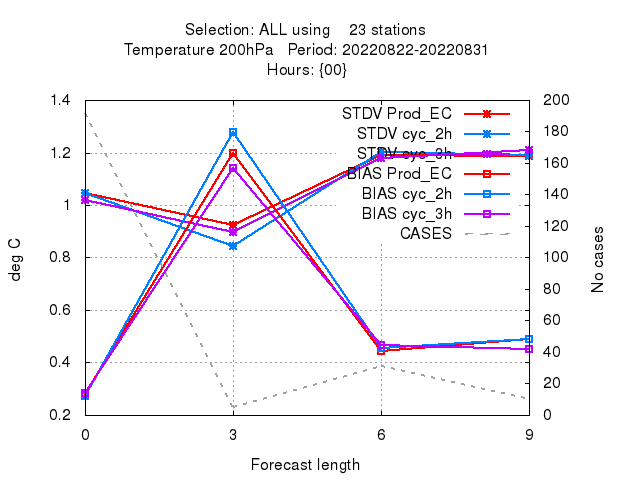 Selection: ALL using 23 stations
Temperature 200hPa Period: 20220822-20220831
Hours: {00}
1.4
1.2
1
0.8
0.6
0.4
0.2
deg C
STDV Prod_EC
STDV cyc_2h
STDV cyc_3h
BIAS Prod_EC
BIAS cyc_2h
BIAS cyc_3h
CASES
200
180
160
140
120
100
80
60
40
20
0
No cases
0 3 6 9
Forecast length